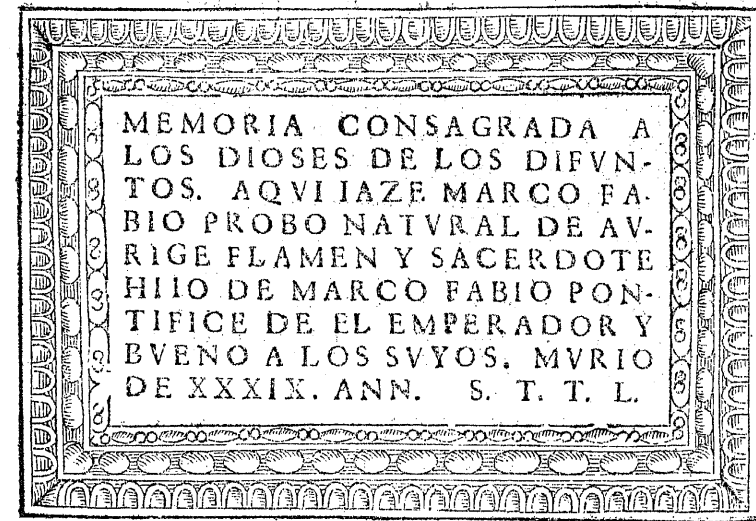 MEMORIA CONSAGRADA A
LOS DIOSES DE LOS DIFVN-
TOS. AQVI IAZE MARCO FA-
BIO PROBO NATVRAL DE AV-
RIGE FLAMEN Y SACERDOTE
HIIO DE MARCO FABIO PON-
TIFICE DE EL EMPERADOR Y
BVENO A LOS SVYOS. MVRIO
DE XXXIX. ANN. S. T. T. L.